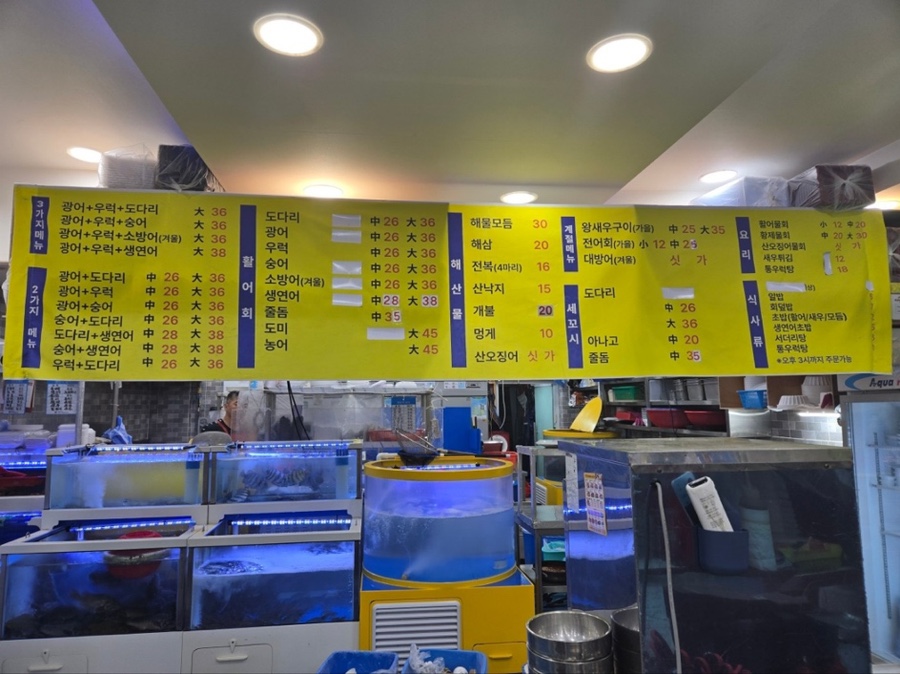 3가지메뉴
광어+우럭+도다리 大 36
광어+우럭+숭어 大 36
광어+우럭+소방어(겨울) 大 36
광어+우럭+생연어 大 38
2가지 메뉴
광어+도다리 中 26 大 36
광어+우럭 中 26 大 36
광어+숭어 中 26 大 36
숭어+도다리 中 26 大 36
도다리+생연어 中 28 大 38
숭어+생연어 中 28 大 38
우럭+도다리 中 26 大 36
활어회
도다리 中 26 大 36
광어 中 26 大 36
우럭
숭어 中 26 大 36
소방어(겨울) 中 26 大 36
생연어 中 28 大 38
줄돔 中 35
도미 大 45
농어 大 45
해산물
해물모듬 30
해삼 20
전복(4마리) 16
산낙지 15
개불 20
멍게 10
산오징어 싯가
계절메뉴
왕새우구이(가을) 中 25 大 35
전어회(가을) 小 12 中 25
대방어(겨울) 싯가
세꼬시
도다리
中 26
大 36
아나고 中 20
줄돔 中 35
요리
활어물회 小 12 中 20
황제물회 中 20 大 30
산오징어물회 싯가
새우튀김 12
통우럭탕 18
식사류
알밥
회덮밥
초밥(활어/새우/모듬)
생연어초밥
서더리탕
통우럭탕
*오후 3시까지 주문가능
Aqua